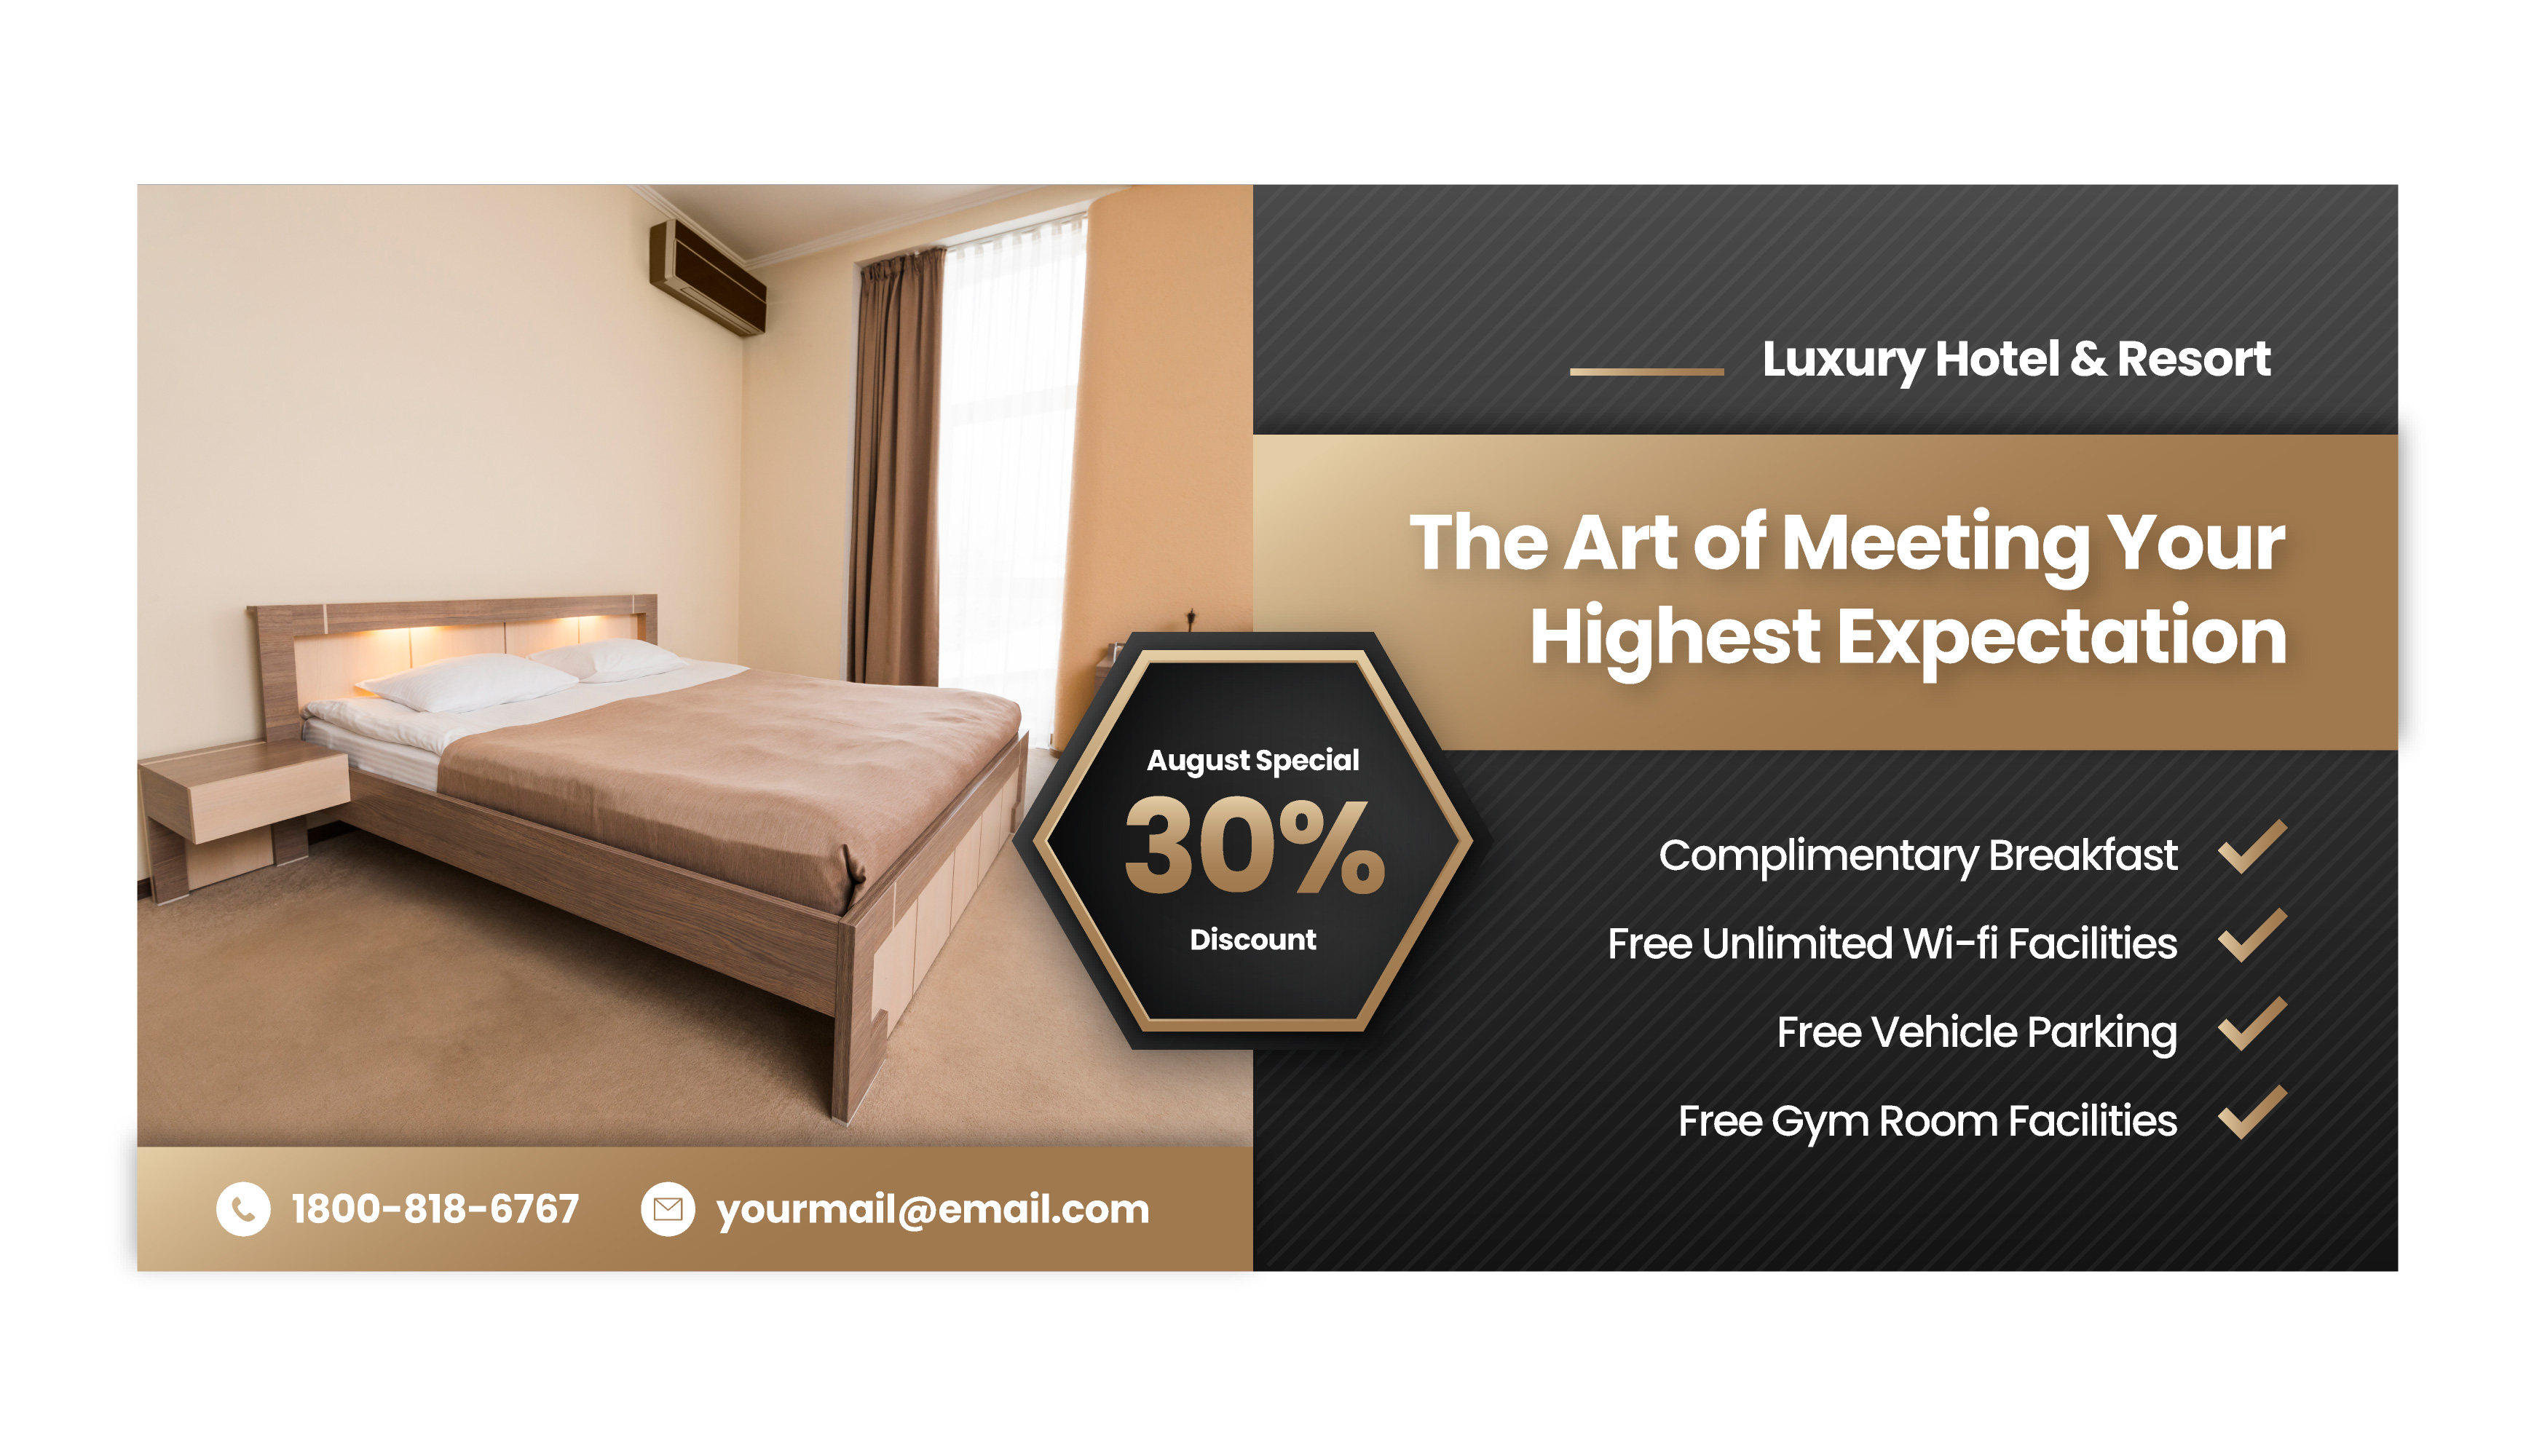 Luxury Hotel & Resort
The Art of Meeting Your
Highest Expectation
August Special
30%
Discount
Complimentary Breakfast
Free Unlimited Wi-fi Facilities
Free Vehicle Parking
Free Gym Room Facilities
1800-818-6767
yourmail@email.com